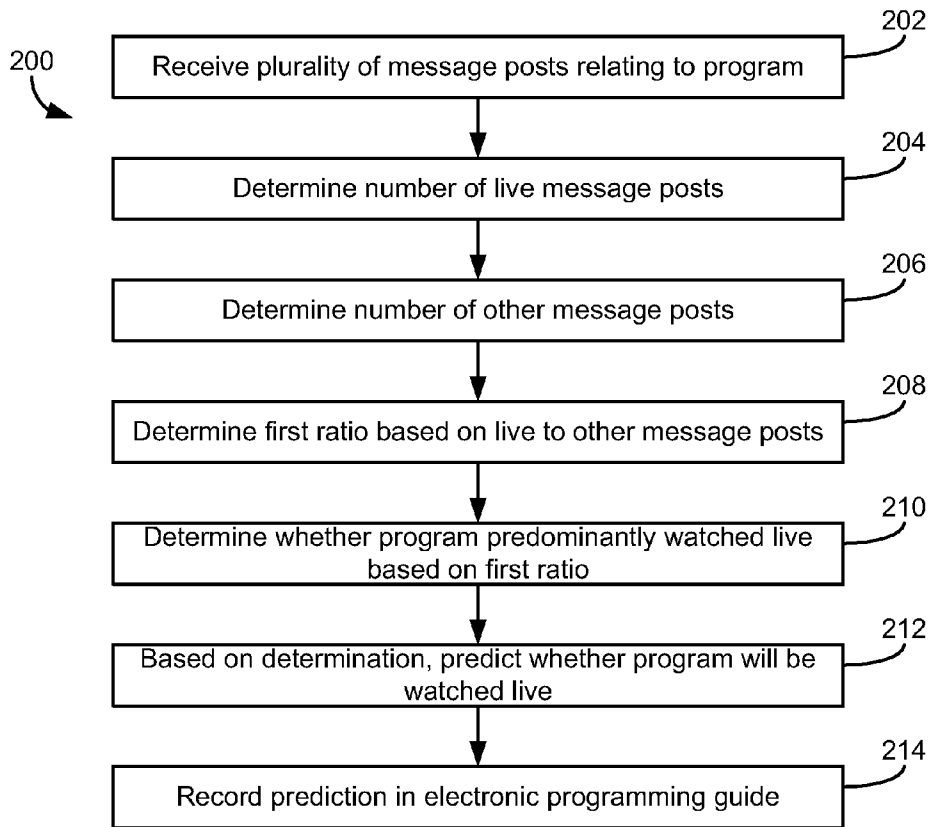 200
202
Receive plurality of message posts relating to program
204
Determine number of live message posts
206
Determine number of other message posts
208
Determine first ratio based on live to other message posts
210
Determine whether program predominantly watched live
based on first ratio
212
Based on determination, predict whether program will be
watched live
214
Record prediction in electronic programming guide